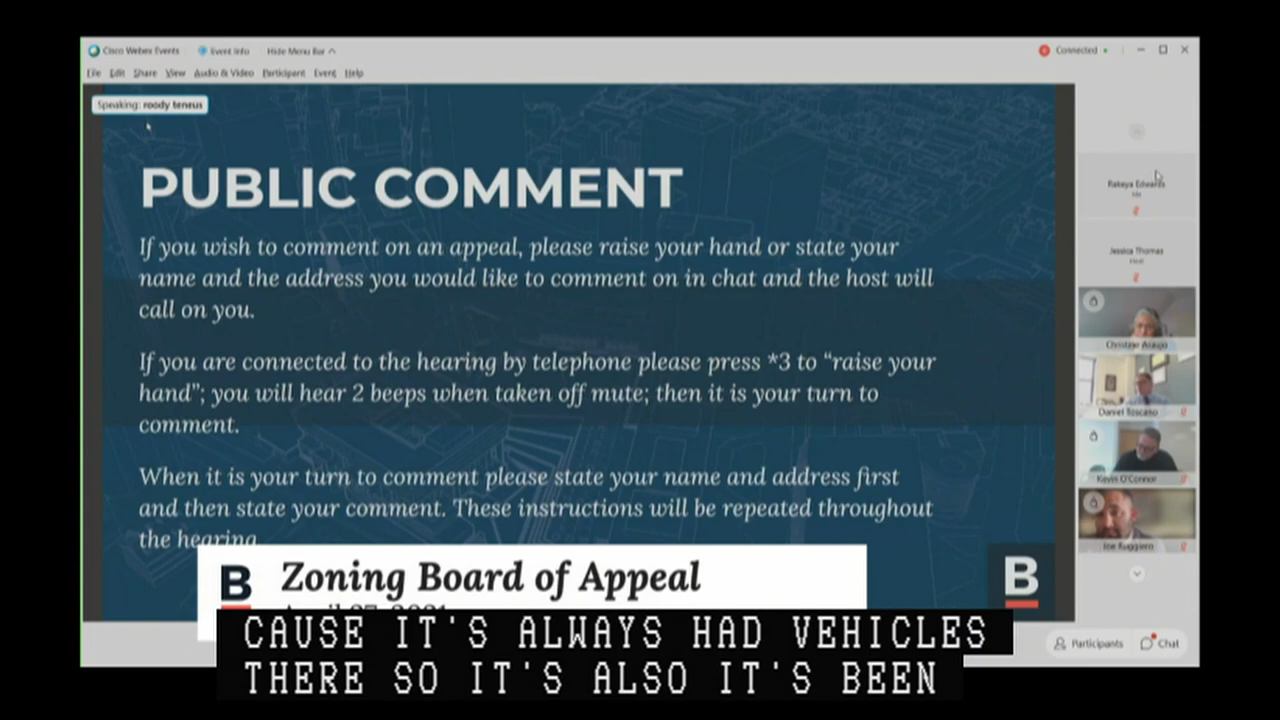 Cisco Webex Events
Event Info
Hide Menu Bar
Connected
File Edit Share View Audio & Video Participant Event Help
Speaking: roody teneus
PUBLIC COMMENT
If you wish to comment on an appeal, please raise your hand or state your
name and the address you would like to comment on in chat and the host will
call on you.
If you are connected to the hearing by telephone please press *3 to “raise your
hand”; you will hear 2 beeps when taken off mute; then it is your turn to
comment.
When it is your turn to comment please state your name and address first
and then state your comment. These instructions will be repeated throughout
the hearing
Rakeya Edwards
Me
Jessica Thomas
Host
Christine Araujo
Daniel Toscano
Kevin O'Connor
Joe Ruggiero
B
Zoning Board of Appeal
April 27, 2021
B
CAUSE IT'S ALWAYS HAD VEHICLES
THERE SO IT'S ALSO IT'S BEEN
Participants
Chat